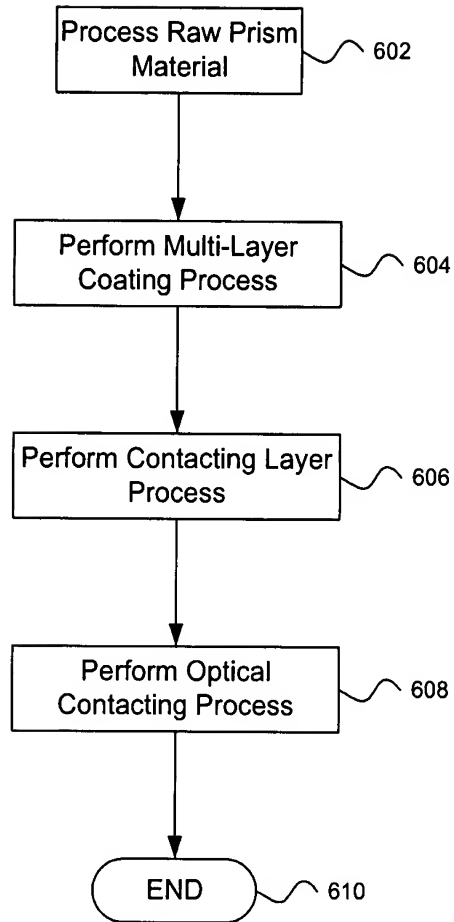 Process Raw Prism
Material
602
Perform Multi-Layer
Coating Process
604
Perform Contacting Layer
Process
606
Perform Optical
Contacting Process
608
END
610